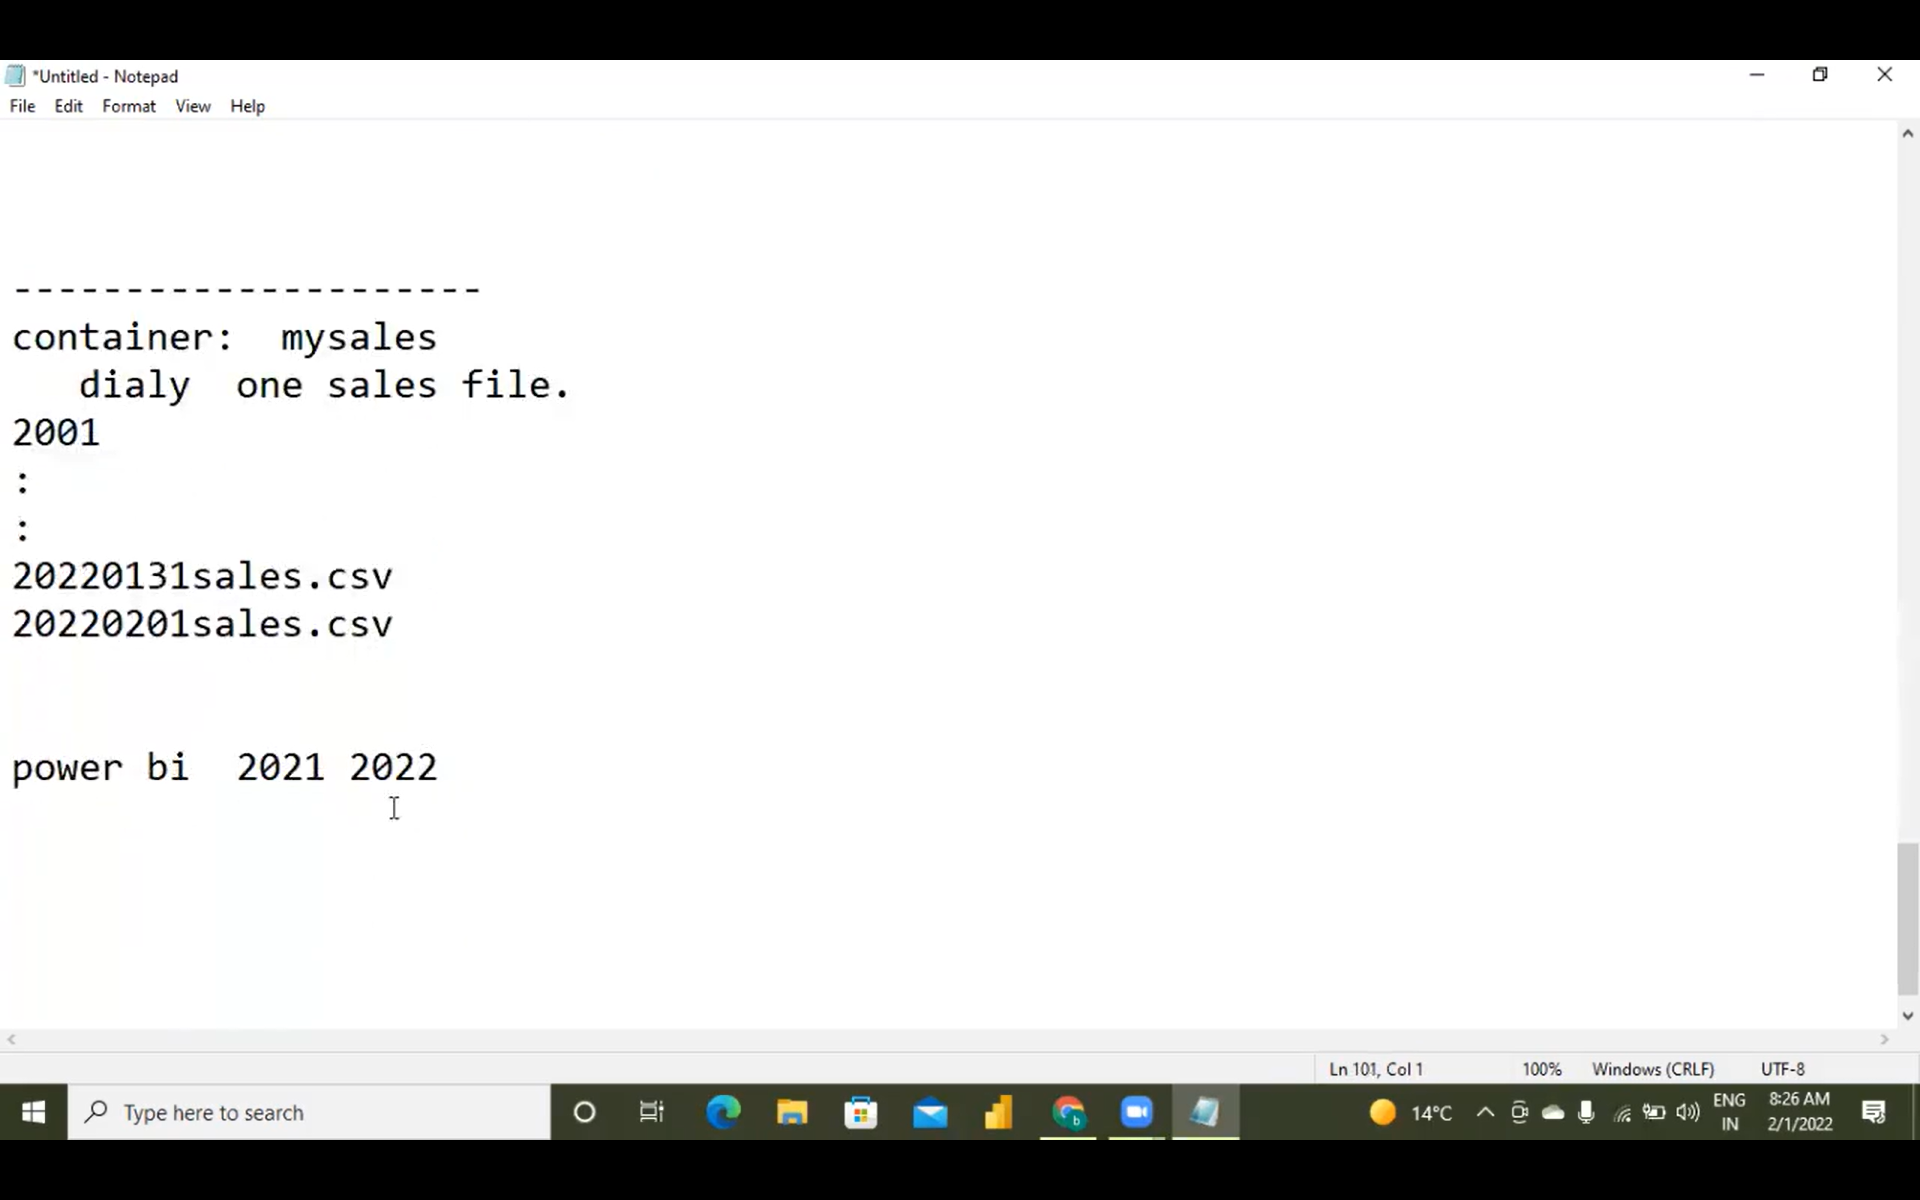 *Untitled - Notepad
File Edit Format View Help
---------------------
container:  mysales
   dialy  one sales file.
2001
:
:
20220131sales.csv
20220201sales.csv
power bi  2021 2022
Ln 101, Col 1 100% Windows (CRLF) UTF-8
Type here to search
14°C
ENG
IN
8:26 AM
2/1/2022